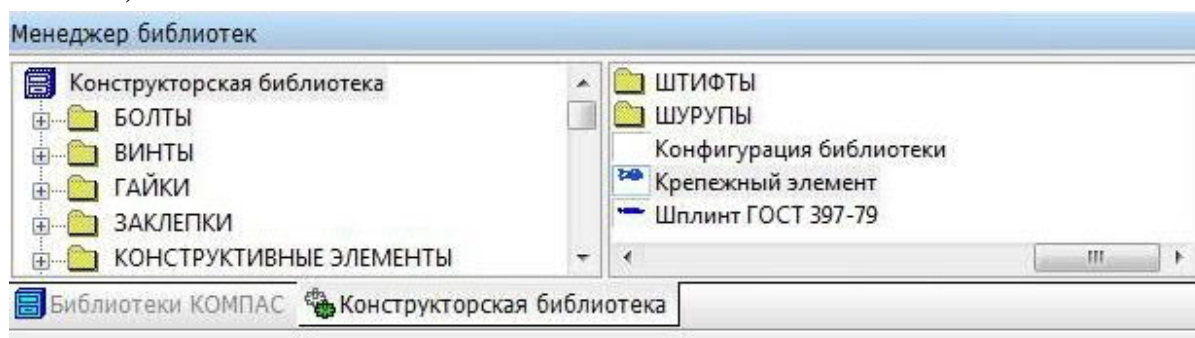 Менеджер библиотек
Конструкторская библиотека
БОЛТЫ
ВИНТЫ
ГАЙКИ
ЗАКЛЕПКИ
КОНСТРУКТИВНЫЕ ЭЛЕМЕНТЫ
ШТИФТЫ
ШУРУПЫ
Конфигурация библиотеки
Крепежный элемент
Шплинт ГОСТ 397-79
Библиотеки КОМПАС Конструкторская библиотека